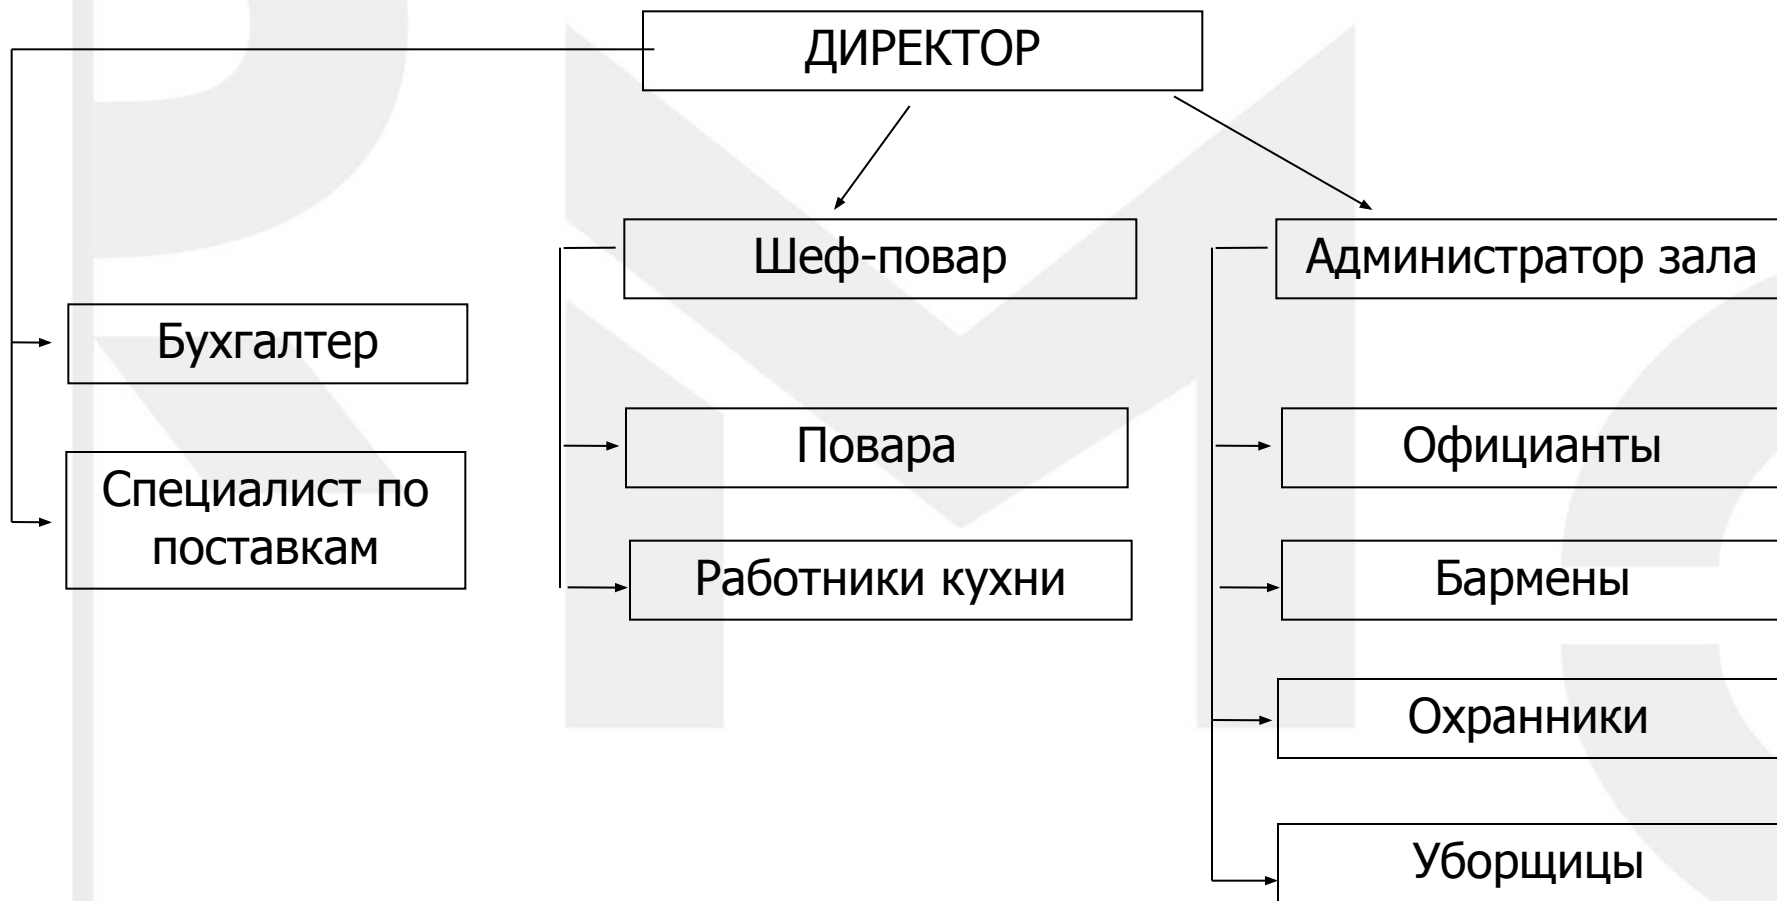 ДИРЕКТОР
Шеф-повар
Администратор зала
Бухгалтер
Повара
Официанты
Специалист по
поставкам
Работники кухни
Бармены
Охранники
Уборщицы